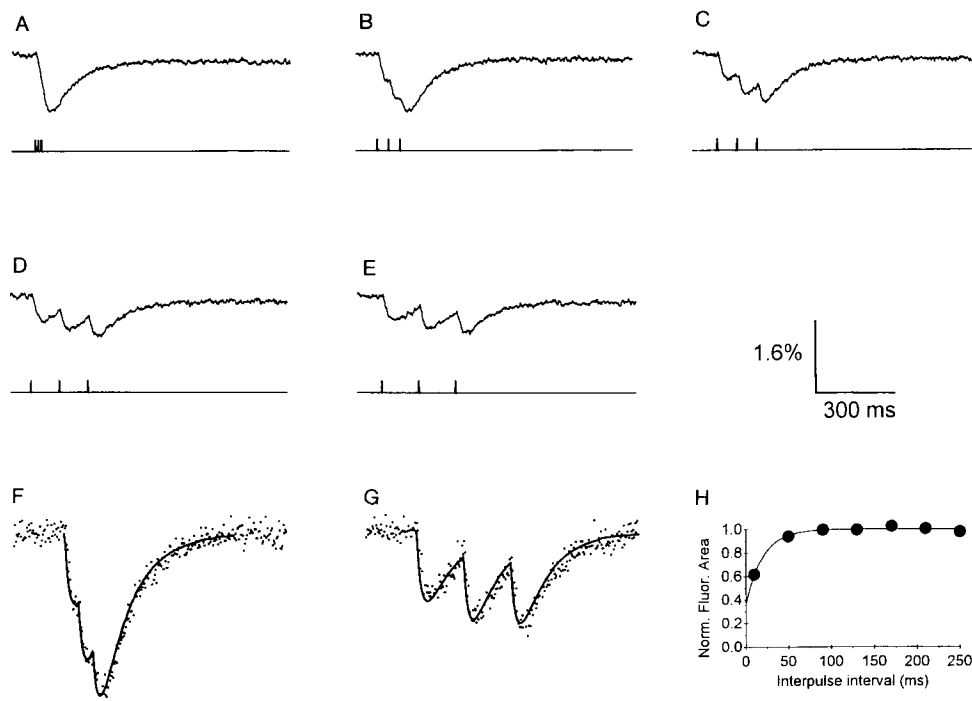 A
B
C
D
E
1.6%
300 ms
F
G
H
Norm. Fluor. Area
1.0
0.8
0.6
0.4
0.2
0.0
0 50 100 150 200 250
Interpulse interval (ms)